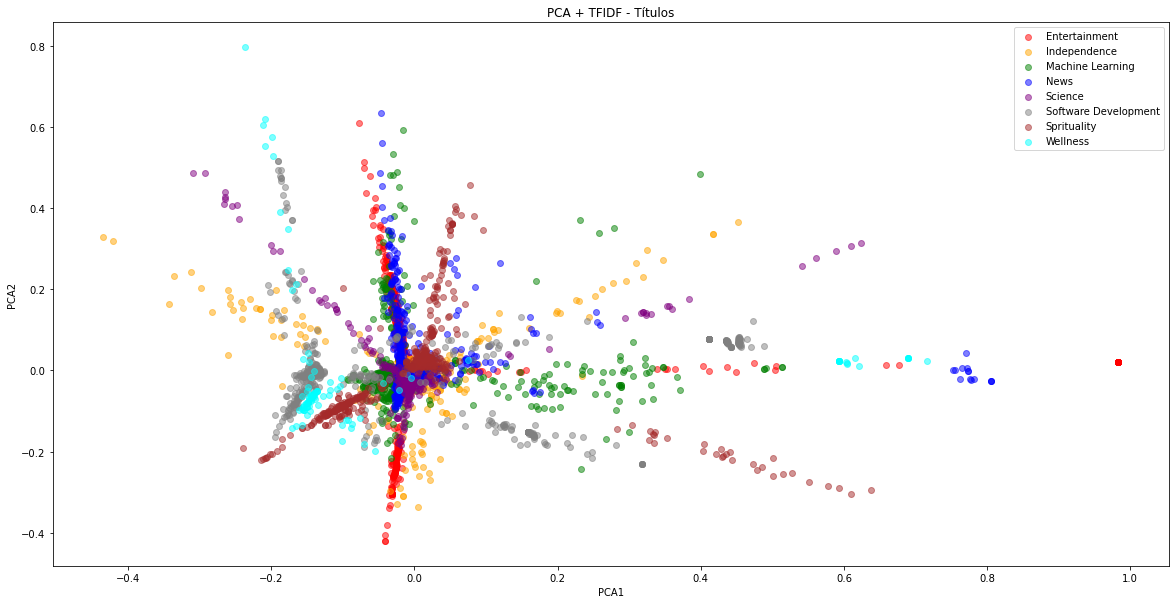 PCA + TFIDF - Títulos
Entertainment
Independence
Machine Learning
News
Science
Software Development
Sprituality
Wellness
PCA2
0.8
0.6
0.4
0.2
0.0
−0.2
−0.4
−0.4
−0.2
0.0
0.2
0.4
0.6
0.8
1.0
PCA1